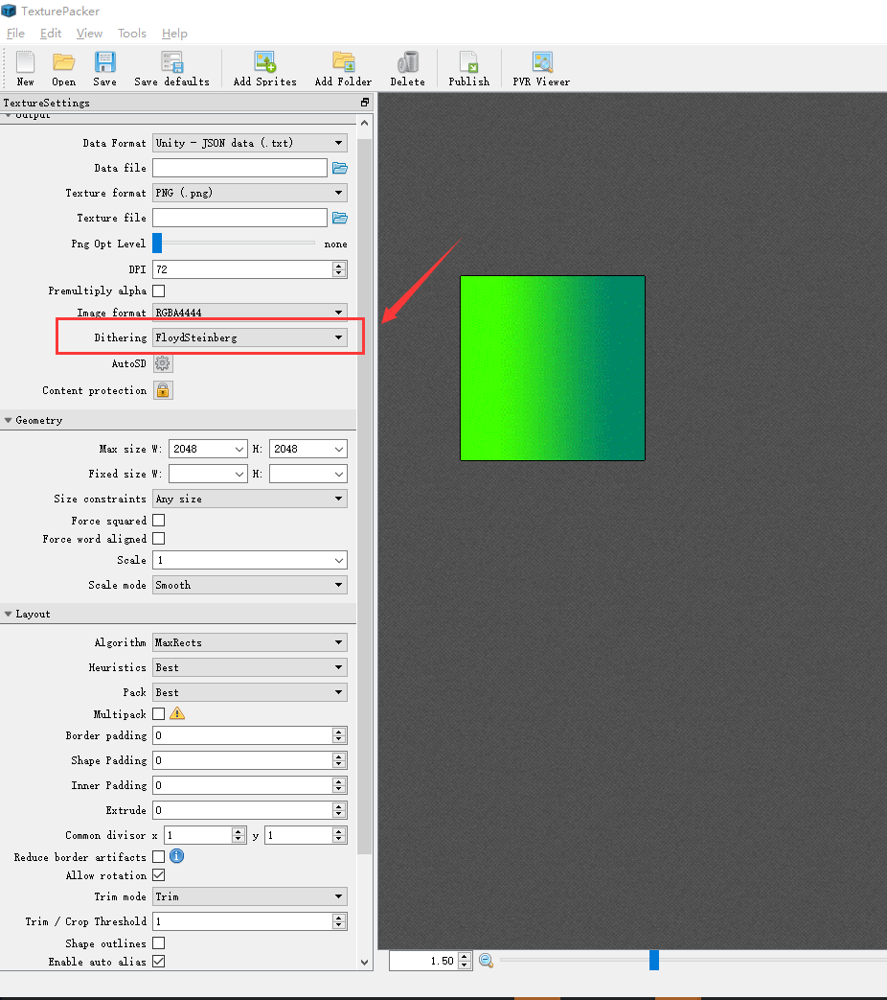 TexturePacker
File Edit View Tools Help
New Open Save Save defaults Add Sprites Add Folder Delete Publish PVR Viewer
TextureSettings
Output
Data Format Unity - JSON data (.txt)
Data file
Texture format PNG (.png)
Texture file
Png Opt Level none
DPI 72
Premultiply alpha
Image format RGBA4444
Dithering FloydSteinberg
AutoSD
Content protection
Geometry
Max size W: 2048 H: 2048
Fixed size W: H:
Size constraints Any size
Force squared
Force word aligned
Scale 1
Scale mode Smooth
Layout
Algorithm MaxRects
Heuristics Best
Pack Best
Multipack
Border padding 0
Shape Padding 0
Inner Padding 0
Extrude 0
Common divisor x 1 y 1
Reduce border artifacts
Allow rotation
Trim mode Trim
Trim / Crop Threshold 1
Shape outlines
Enable auto alias
1.50